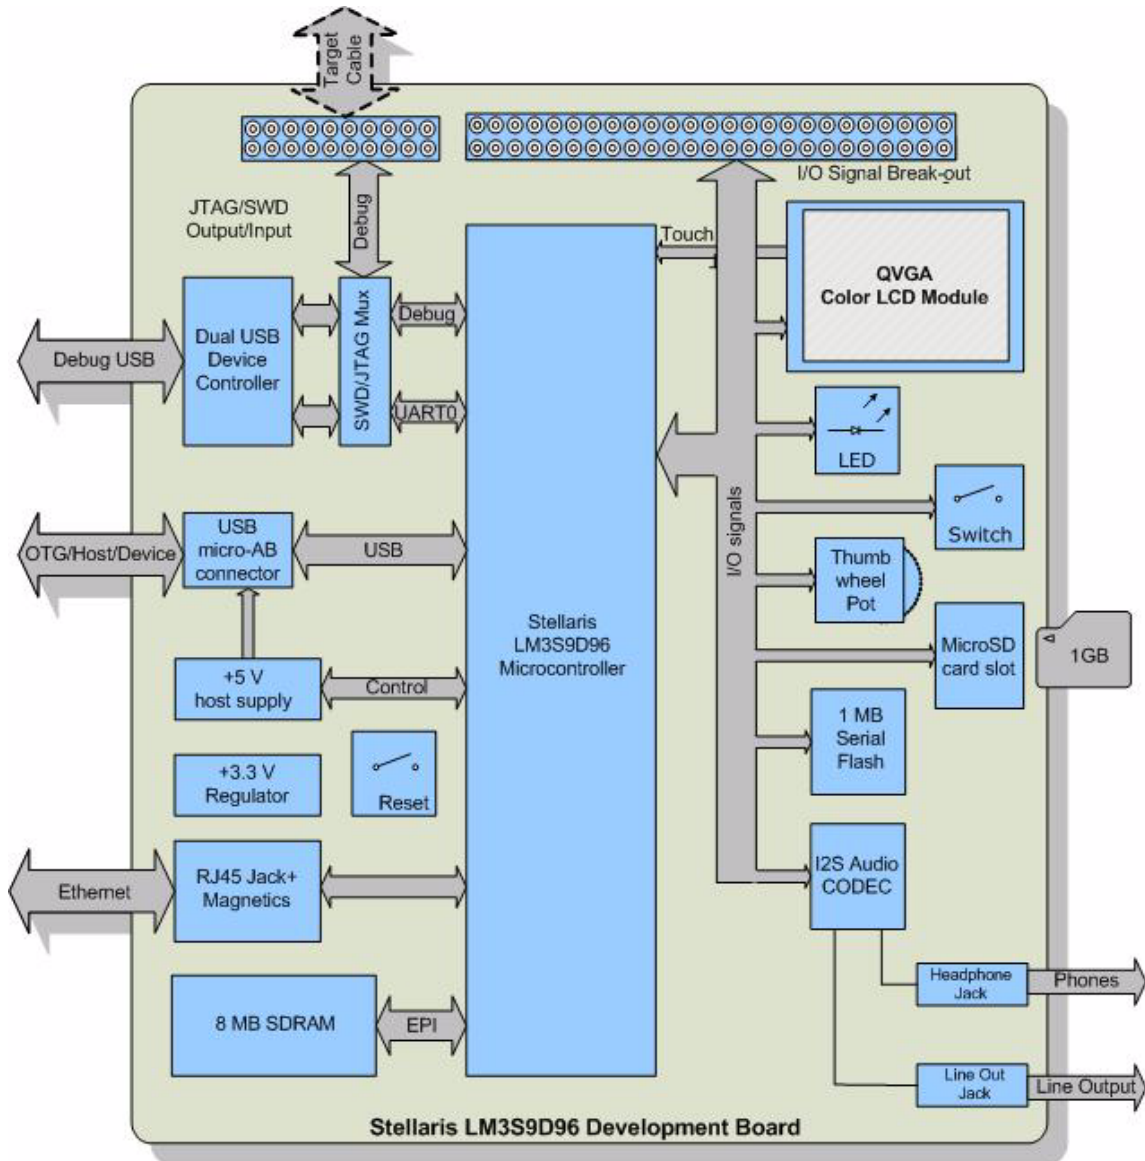 Target
Cable
I/O Signal Break-out
JTAG/SWD
Output/Input
Debug
Touch
QVGA
Color LCD Module
Dual USB
Device
Controller
SWD/JTAG Mux
Debug
Debug USB
UART0
LED
I/O signals
Switch
USB
micro-AB
connector
OTG/Host/Device
USB
Thumb
wheel
Pot
Stellaris
LM3S9D96
Microcontroller
MicroSD
card slot
1GB
+5 V
host supply
Control
1 MB
Serial
Flash
+3.3 V
Regulator
Reset
RJ45 Jack+
Magnetics
Ethernet
I2S Audio
CODEC
Headphone
Jack
Phones
8 MB SDRAM
EPI
Line Out
Jack
Line Output
Stellaris LM3S9D96 Development Board